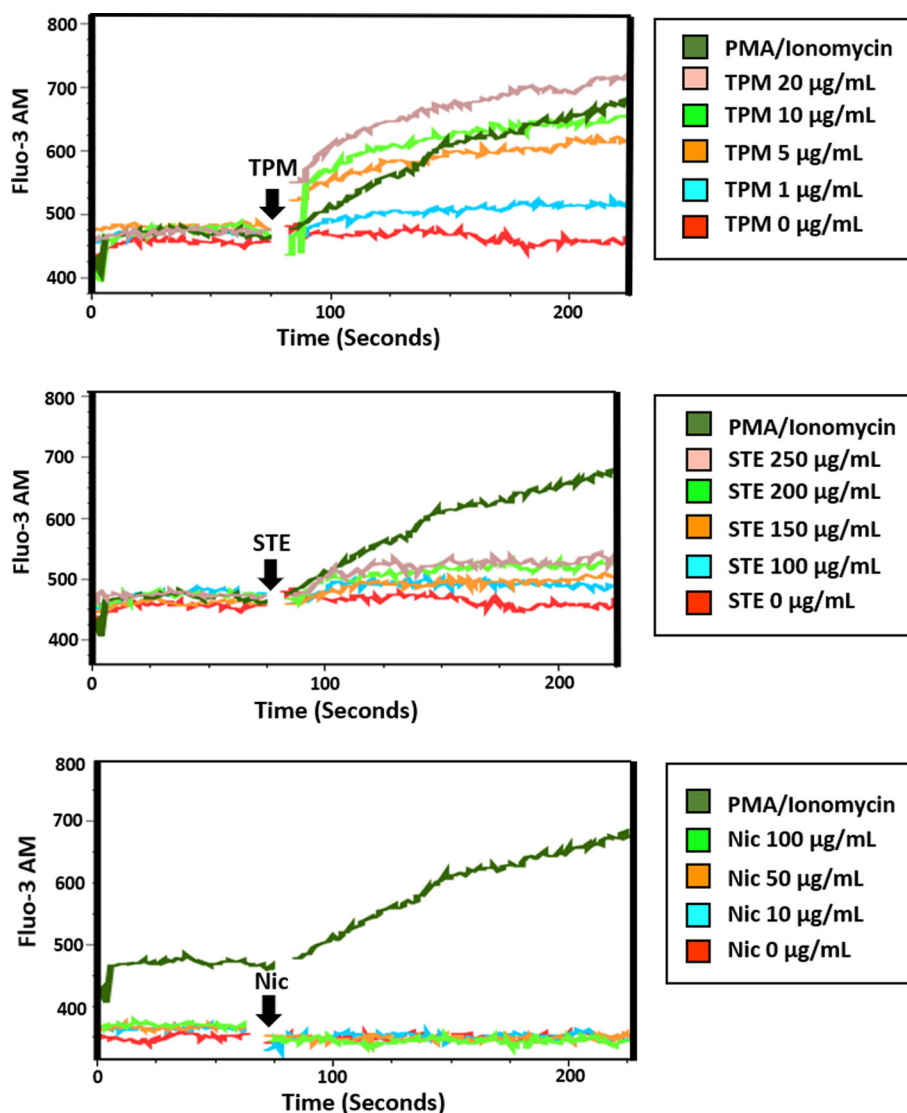 800
700
600
500
400
Fluo-3 AM
TPM
0
100
200
Time (Seconds)
PMA/Ionomycin
TPM 20 µg/mL
TPM 10 µg/mL
TPM 5 µg/mL
TPM 1 µg/mL
TPM 0 µg/mL
800
700
600
500
400
Fluo-3 AM
STE
0
100
200
Time (Seconds)
PMA/Ionomycin
STE 250 µg/mL
STE 200 µg/mL
STE 150 µg/mL
STE 100 µg/mL
STE 0 µg/mL
800
700
600
500
400
Fluo-3 AM
Nic
0
100
200
Time (Seconds)
PMA/Ionomycin
Nic 100 µg/mL
Nic 50 µg/mL
Nic 10 µg/mL
Nic 0 µg/mL